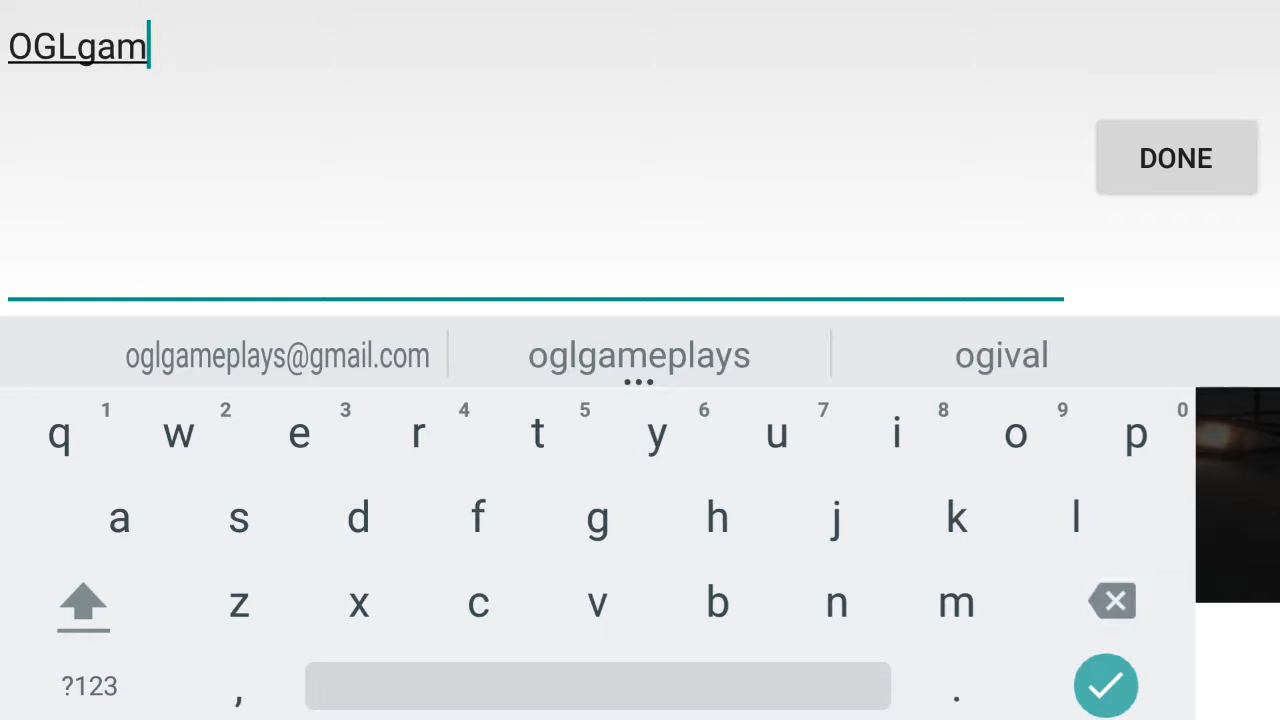 OGLgam
DONE
oglgameplays@gmail.com oglgameplays ogival
1 2 3 4 5 6 7 8 9 0
q w e r t y u i o p
a s d f g h j k l
z x c v b n m
?123 , .